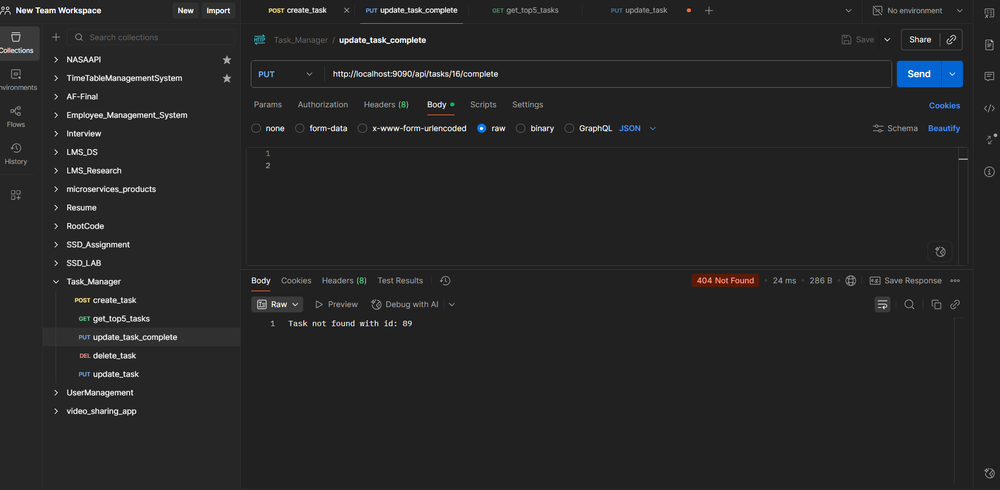 New Team Workspace
New
Import
POST create_task
PUT update_task_complete
GET get_top5_tasks
PUT update_task
No environment
Collections
nvironments
Flows
History
Search collections
NASAAPI
TimeTableManagementSystem
AF-Final
Employee_Management_System
Interview
LMS_DS
LMS_Research
microservices_products
Resume
RootCode
SSD_Assignment
SSD_LAB
Task_Manager
POST create_task
GET get_top5_tasks
PUT update_task_complete
DEL delete_task
PUT update_task
UserManagement
video_sharing_app
HTTP Task_Manager / update_task_complete
Save
Share
PUT
http://localhost:9090/api/tasks/16/complete
Send
Params
Authorization
Headers (8)
Body
Scripts
Settings
Cookies
none
form-data
x-www-form-urlencoded
raw
binary
GraphQL
JSON
Schema
Beautify
1
2
Body
Cookies
Headers (8)
Test Results
404 Not Found
24 ms
286 B
e.g. Save Response
Raw
Preview
Debug with AI
1 Task not found with id: 89